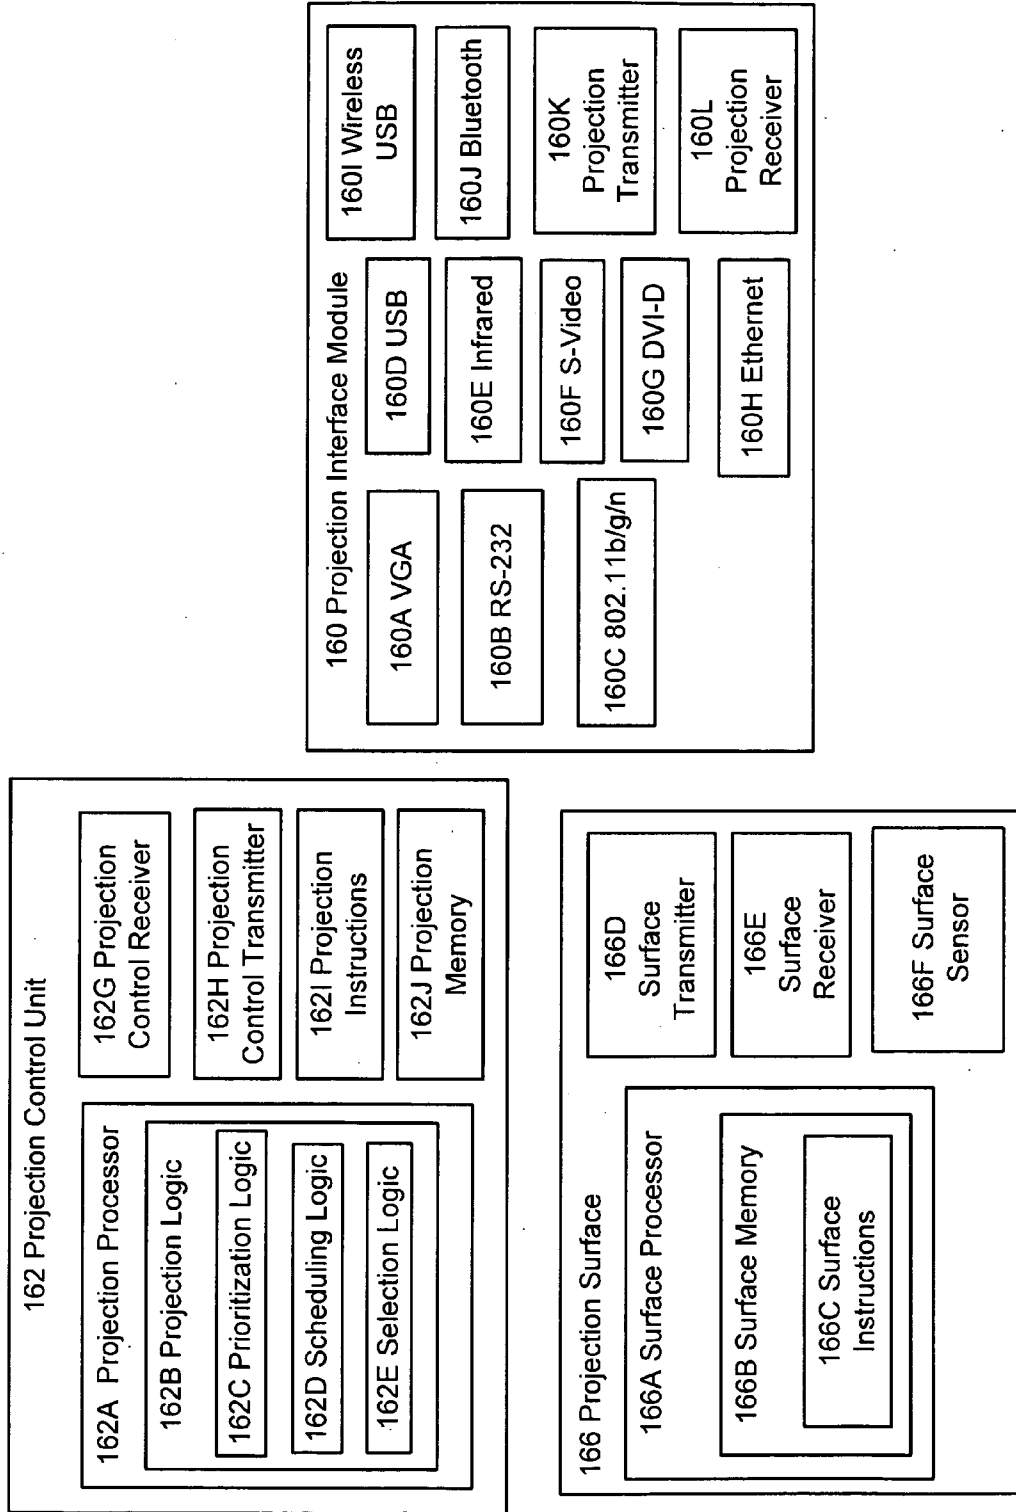 162 Projection Control Unit
162A Projection Processor
162B Projection Logic
162C Prioritization Logic
162D Scheduling Logic
162E Selection Logic
162G Projection
Control Receiver
162H Projection
Control Transmitter
162I Projection
Instructions
162J Projection
Memory
166 Projection Surface
166A Surface Processor
166B Surface Memory
166C Surface
Instructions
166D
Surface
Transmitter
166E
Surface
Receiver
166F Surface
Sensor
160 Projection Interface Module
160A VGA
160B RS-232
160C 802.11b/g/n
160D USB
160E Infrared
160F S-Video
160G DVI-D
160H Ethernet
160I Wireless
USB
160J Bluetooth
160K
Projection
Transmitter
160L
Projection
Receiver